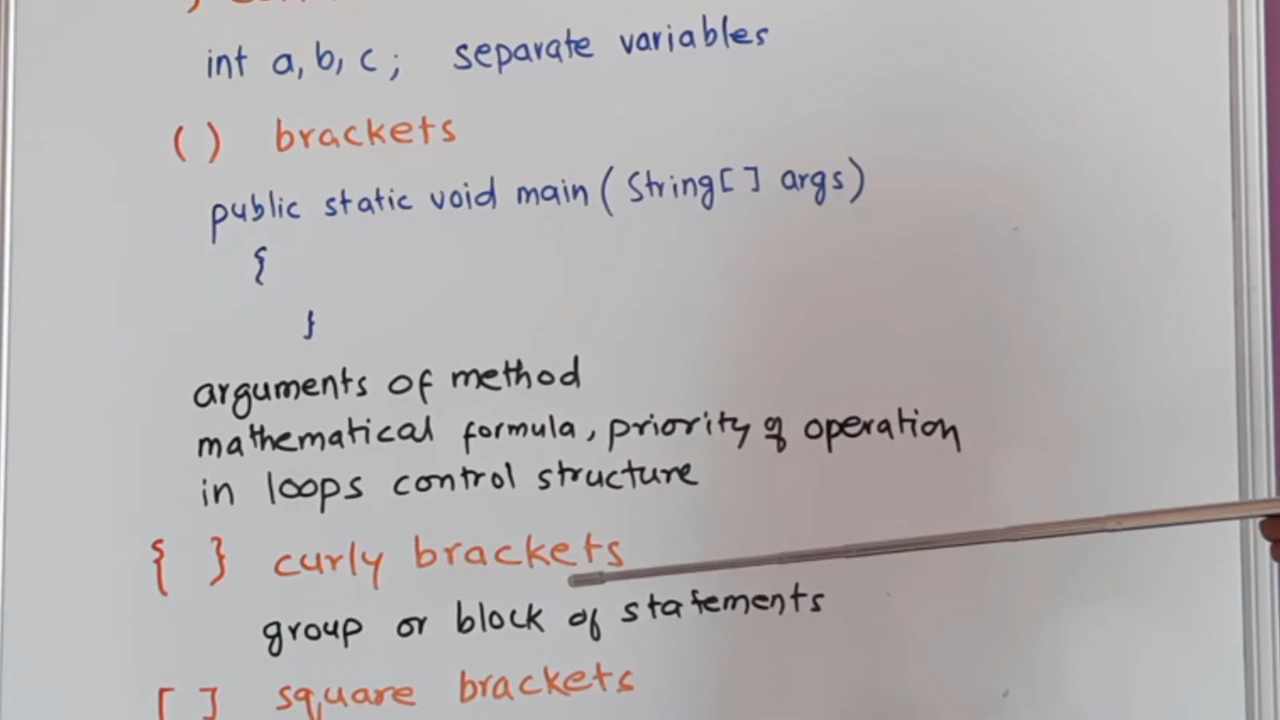 int a, b, c ; separate variables
( ) brackets
public static void main ( String [ ] args )
{
}
arguments of method
mathematical formula, priority of operation
in loops control structure
{ } curly brackets
group or block of statements
[ ] square brackets